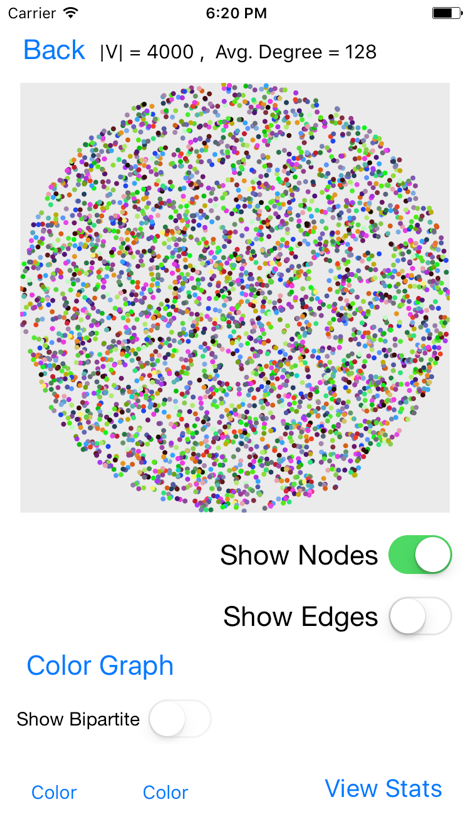 Carrier 6:20 PM
Back |V| = 4000 , Avg. Degree = 128
Show Nodes
Show Edges
Color Graph
Show Bipartite
Color Color View Stats